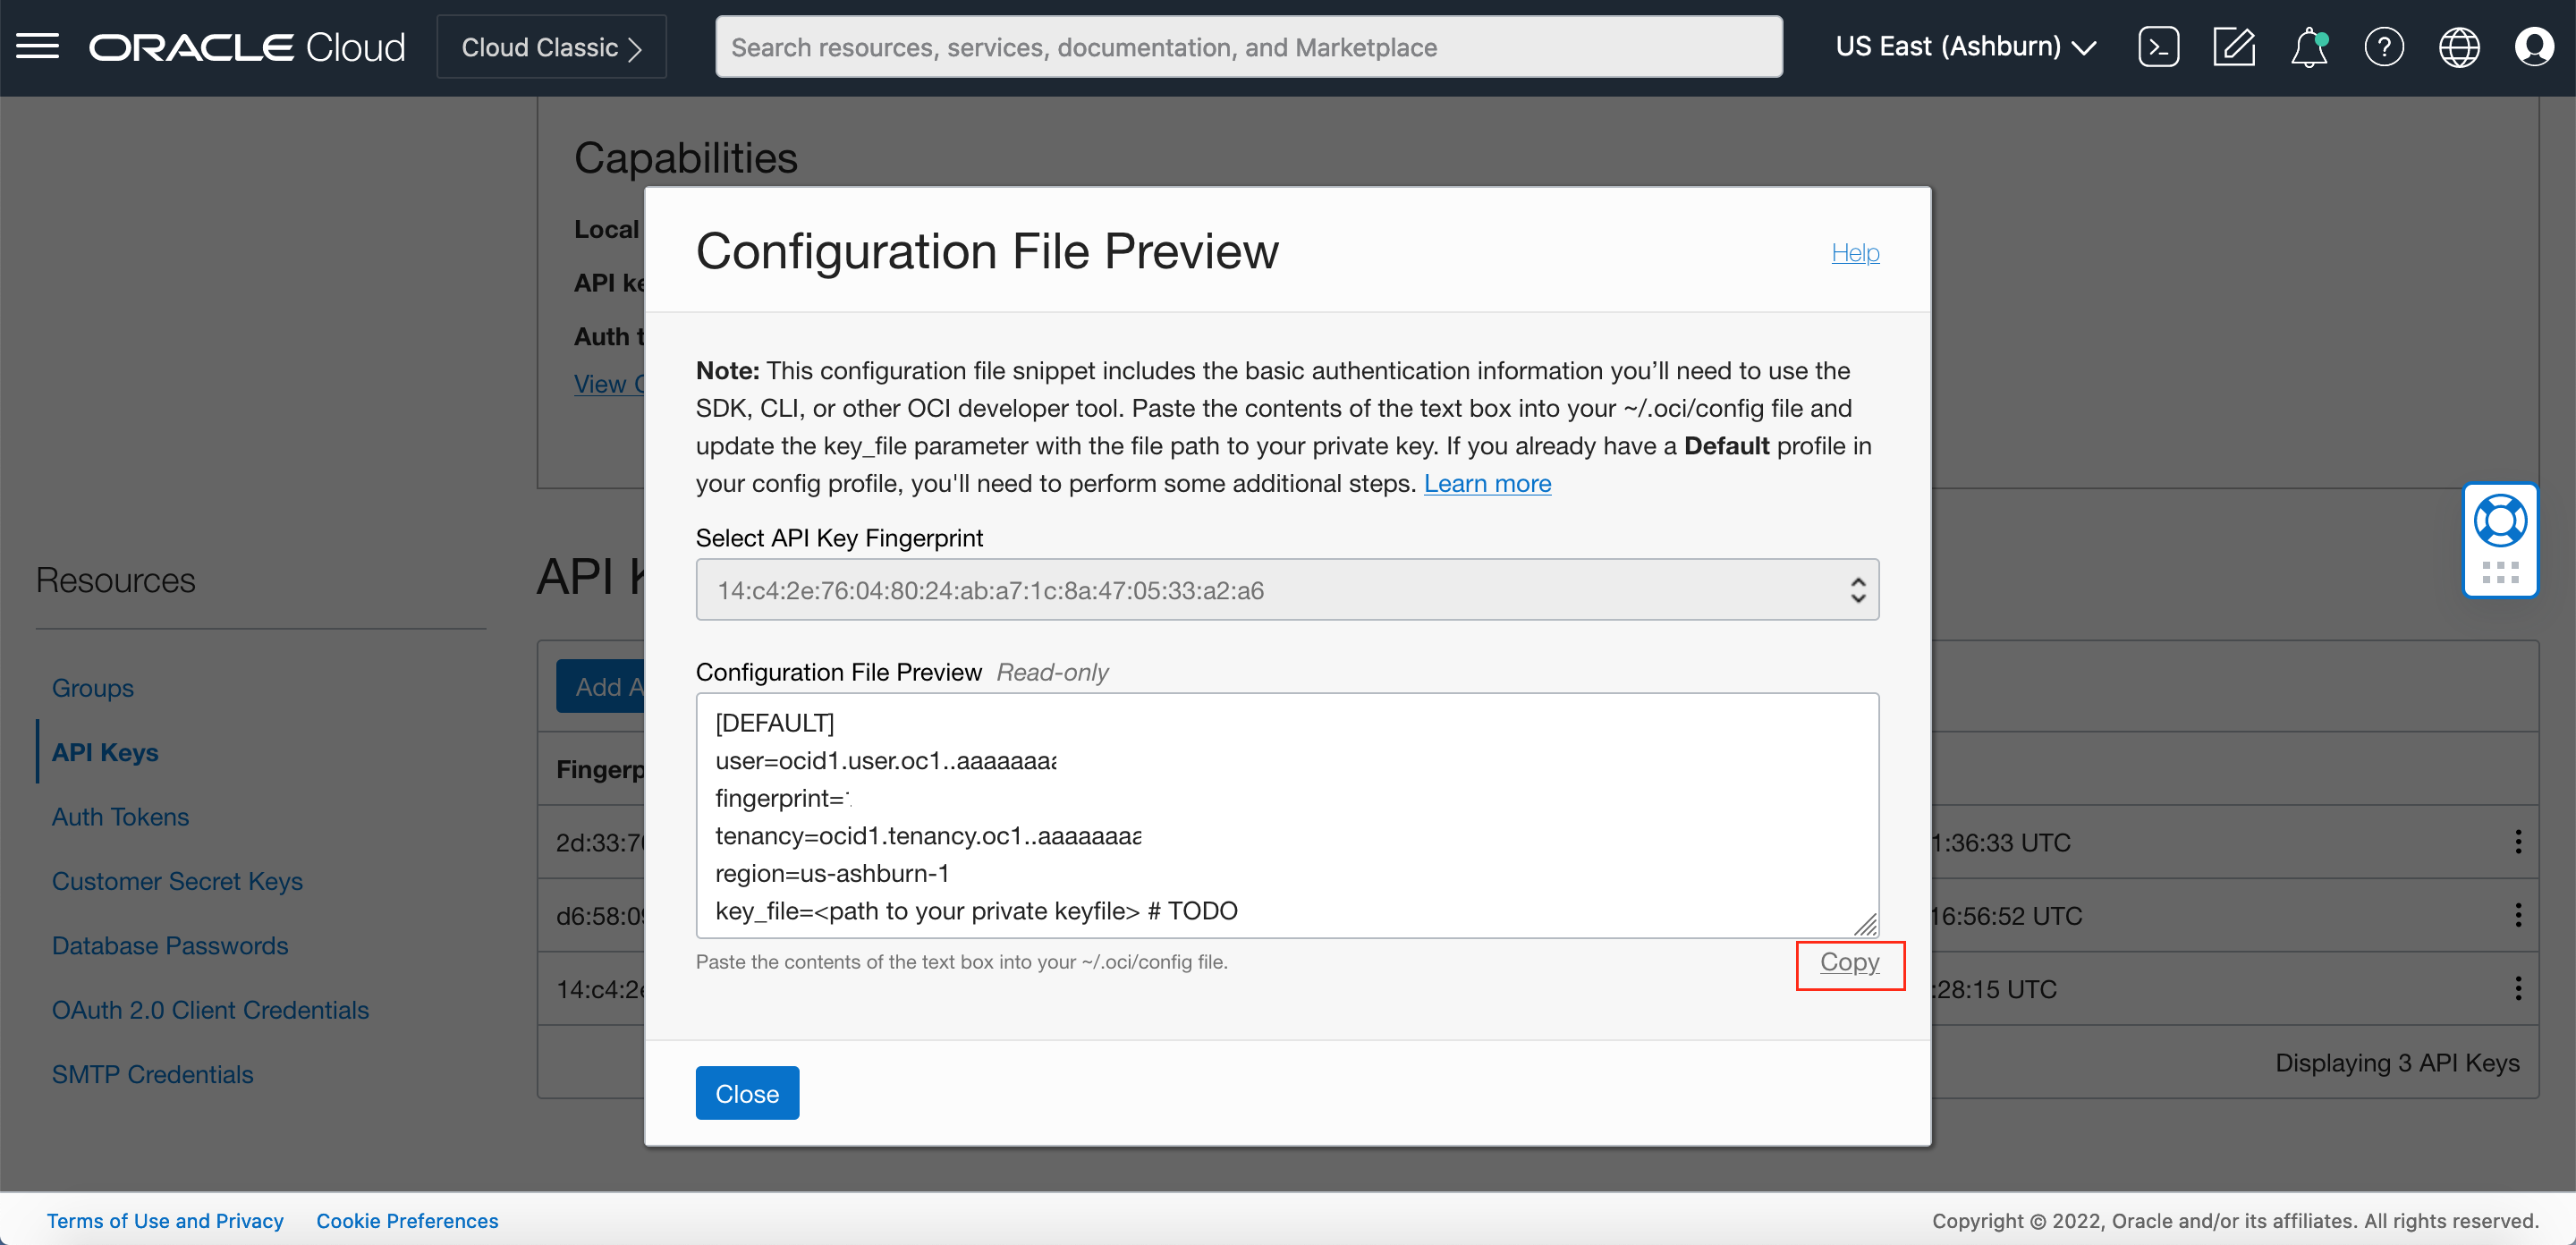 ORACLE Cloud
Cloud Classic
Search resources, services, documentation, and Marketplace
US East (Ashburn)
Capabilities
Local
API
Auth
View
Configuration File Preview
Help
Note: This configuration file snippet includes the basic authentication information you’ll need to use the
SDK, CLI, or other OCI developer tool. Paste the contents of the text box into your ~/.oci/config file and
update the key_file parameter with the file path to your private key. If you already have a Default profile in
your config profile, you'll need to perform some additional steps. Learn more
Select API Key Fingerprint
14:c4:2e:76:04:80:24:ab:a7:1c:8a:47:05:33:a2:a6
Configuration File Preview Read-only
[DEFAULT]
user=ocid1.user.oc1..aaaaaaaa
fingerprint=
tenancy=ocid1.tenancy.oc1..aaaaaaaa
region=us-ashburn-1
key_file=<path to your private keyfile> # TODO
Paste the contents of the text box into your ~/.oci/config file.
Copy
Close
Resources
Groups
API Keys
Auth Tokens
Customer Secret Keys
Database Passwords
OAuth 2.0 Client Credentials
SMTP Credentials
API
Add
Fingerp
2d:33:7
1:36:33 UTC
d6:58:0
16:56:52 UTC
14:c4:2e
:28:15 UTC
Displaying 3 API Keys
Terms of Use and Privacy
Cookie Preferences
Copyright © 2022, Oracle and/or its affiliates. All rights reserved.